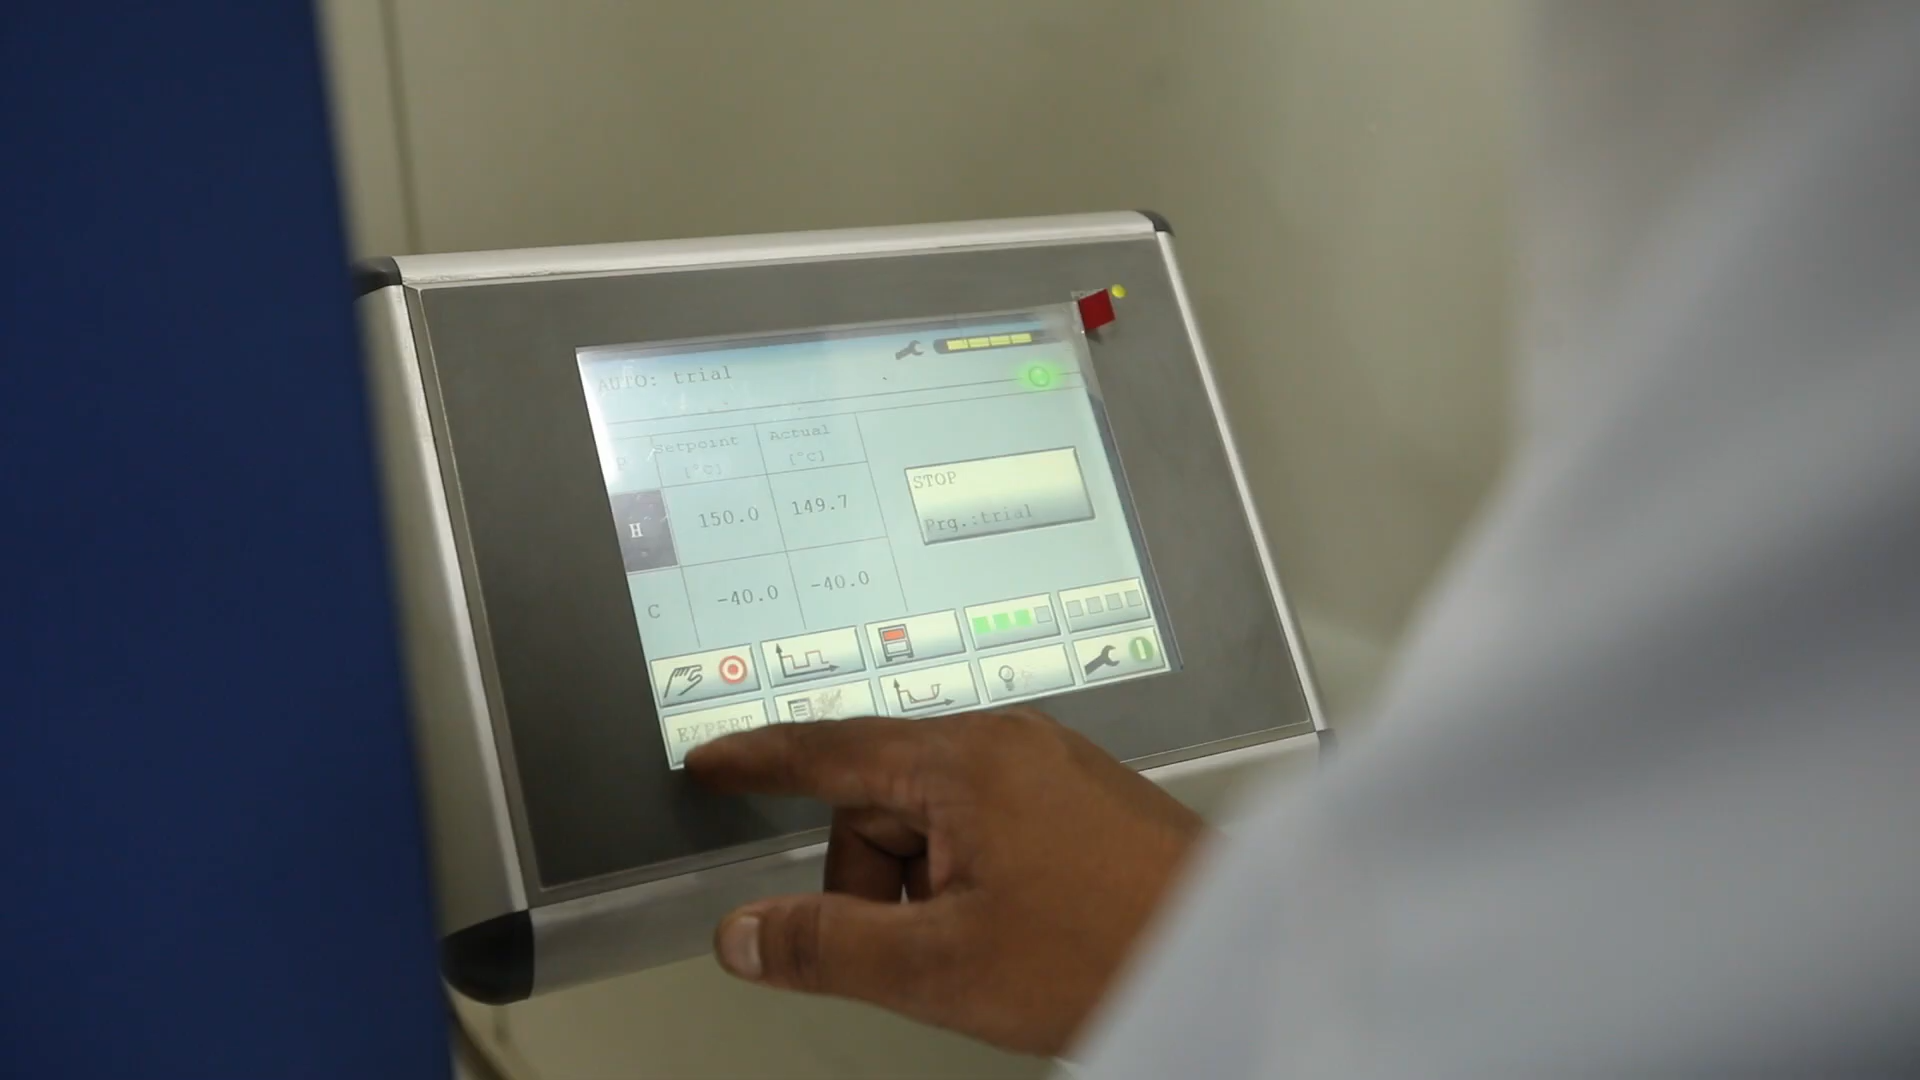 AUTO: trial
Setpoint Actual
[°C] [°C]
H 150.0 149.7
C -40.0 -40.0
STOP
Prg.:trial
EXPERT